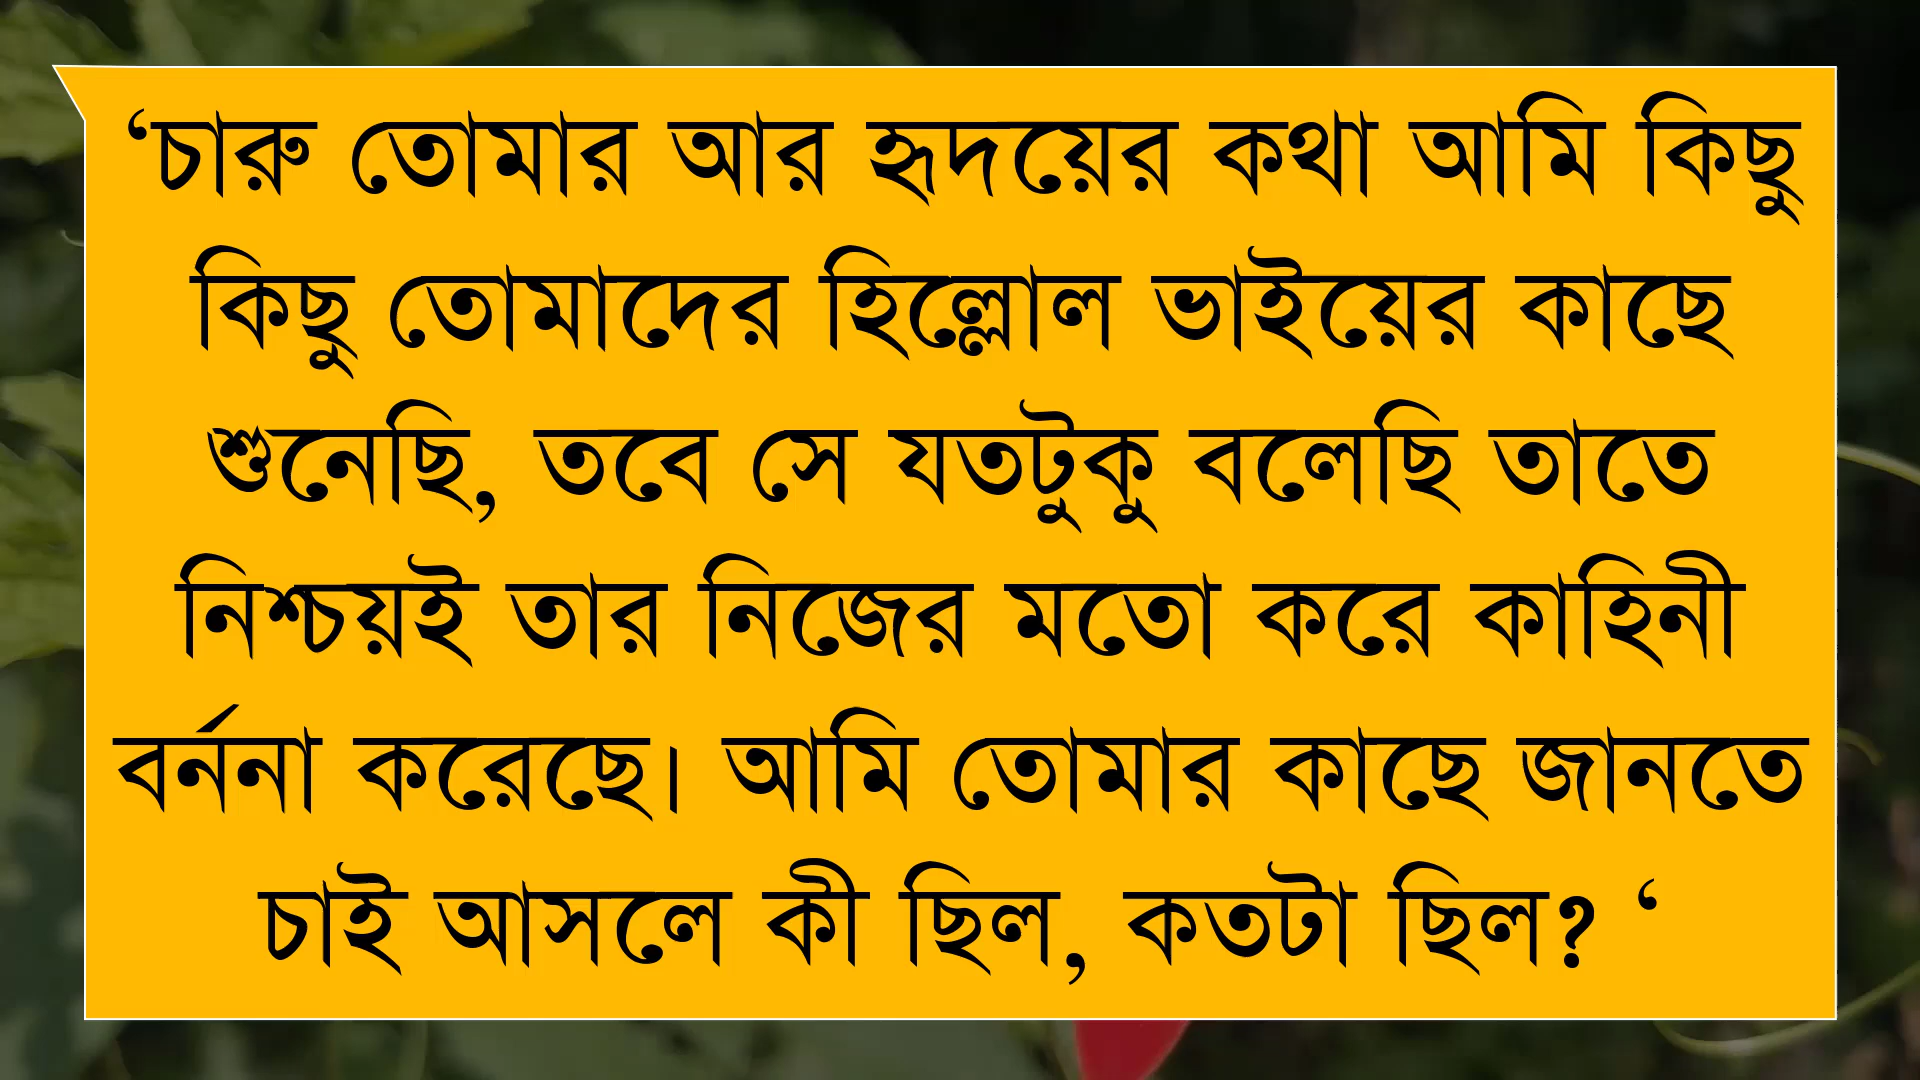 ‘চারু তোমার আর হৃদয়ের কথা আমি কিছু
কিছু তোমাদের হিল্লোল ভাইয়ের কাছে
শুনেছি, তবে সে যতটুকু বলেছি তাতে
নিশ্চয়ই তার নিজের মতো করে কাহিনী
বর্ননা করেছে। আমি তোমার কাছে জানতে
চাই আসলে কী ছিল, কতটা ছিল? ‘